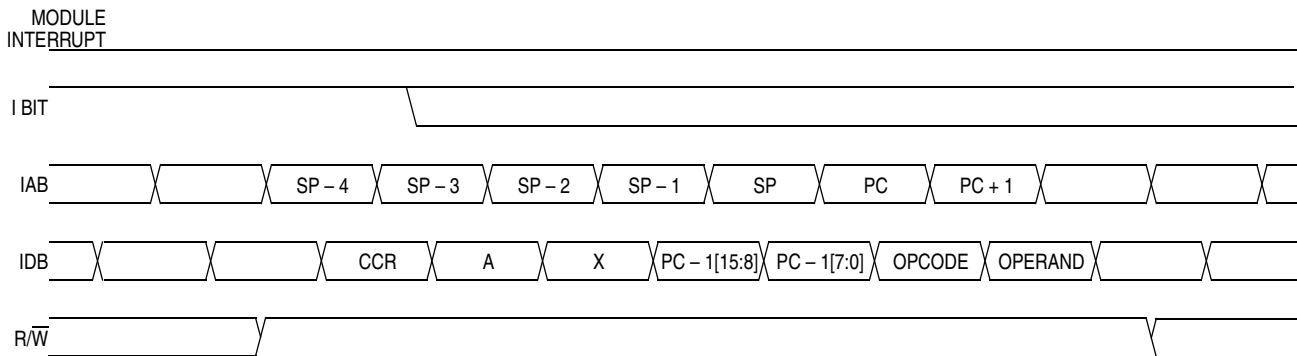 MODULE
INTERRUPT
I BIT
IAB SP – 4 SP – 3 SP – 2 SP – 1 SP PC PC + 1
IDB CCR A X PC – 1[15:8] PC – 1[7:0] OPCODE OPERAND
R/W̅